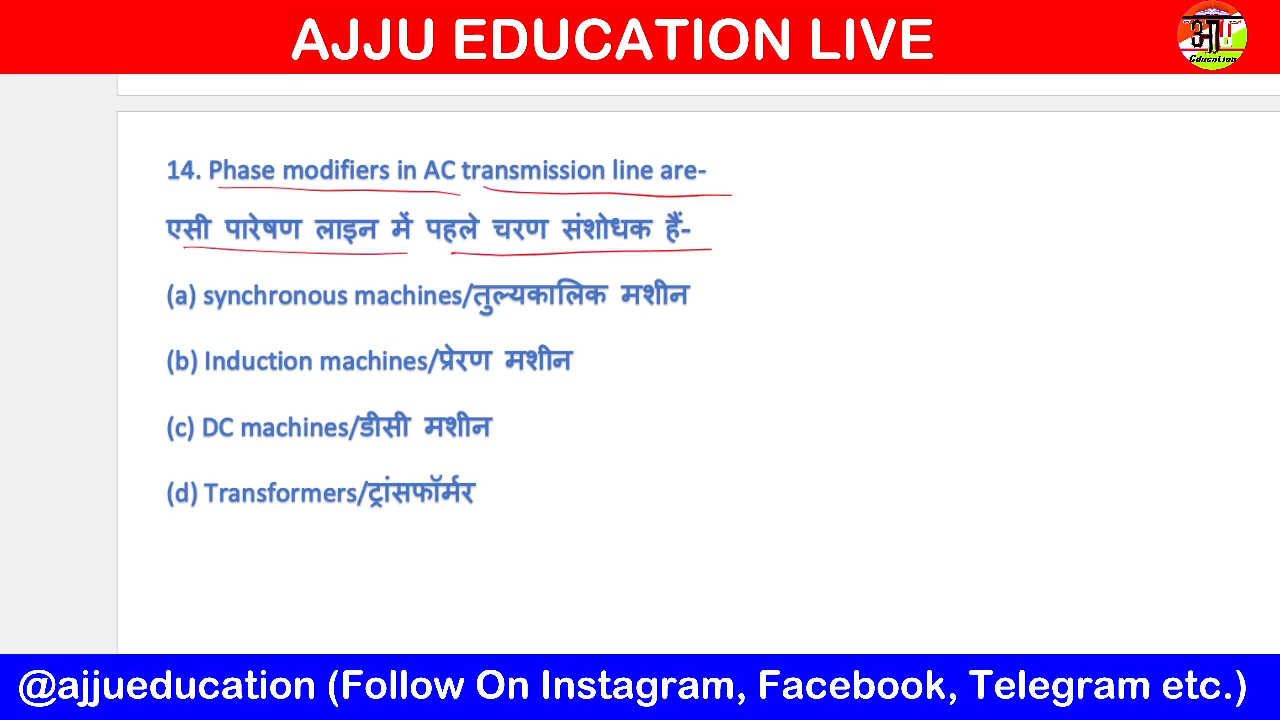 AJJU EDUCATION LIVE
आप
Education
14. Phase modifiers in AC transmission line are-
एसी पारेषण लाइन में पहले चरण संशोधक हैं-
(a) synchronous machines/तुल्यकालिक मशीन
(b) Induction machines/प्रेरण मशीन
(c) DC machines/डीसी मशीन
(d) Transformers/ट्रांसफॉर्मर
@ajjueducation (Follow On Instagram, Facebook, Telegram etc.)